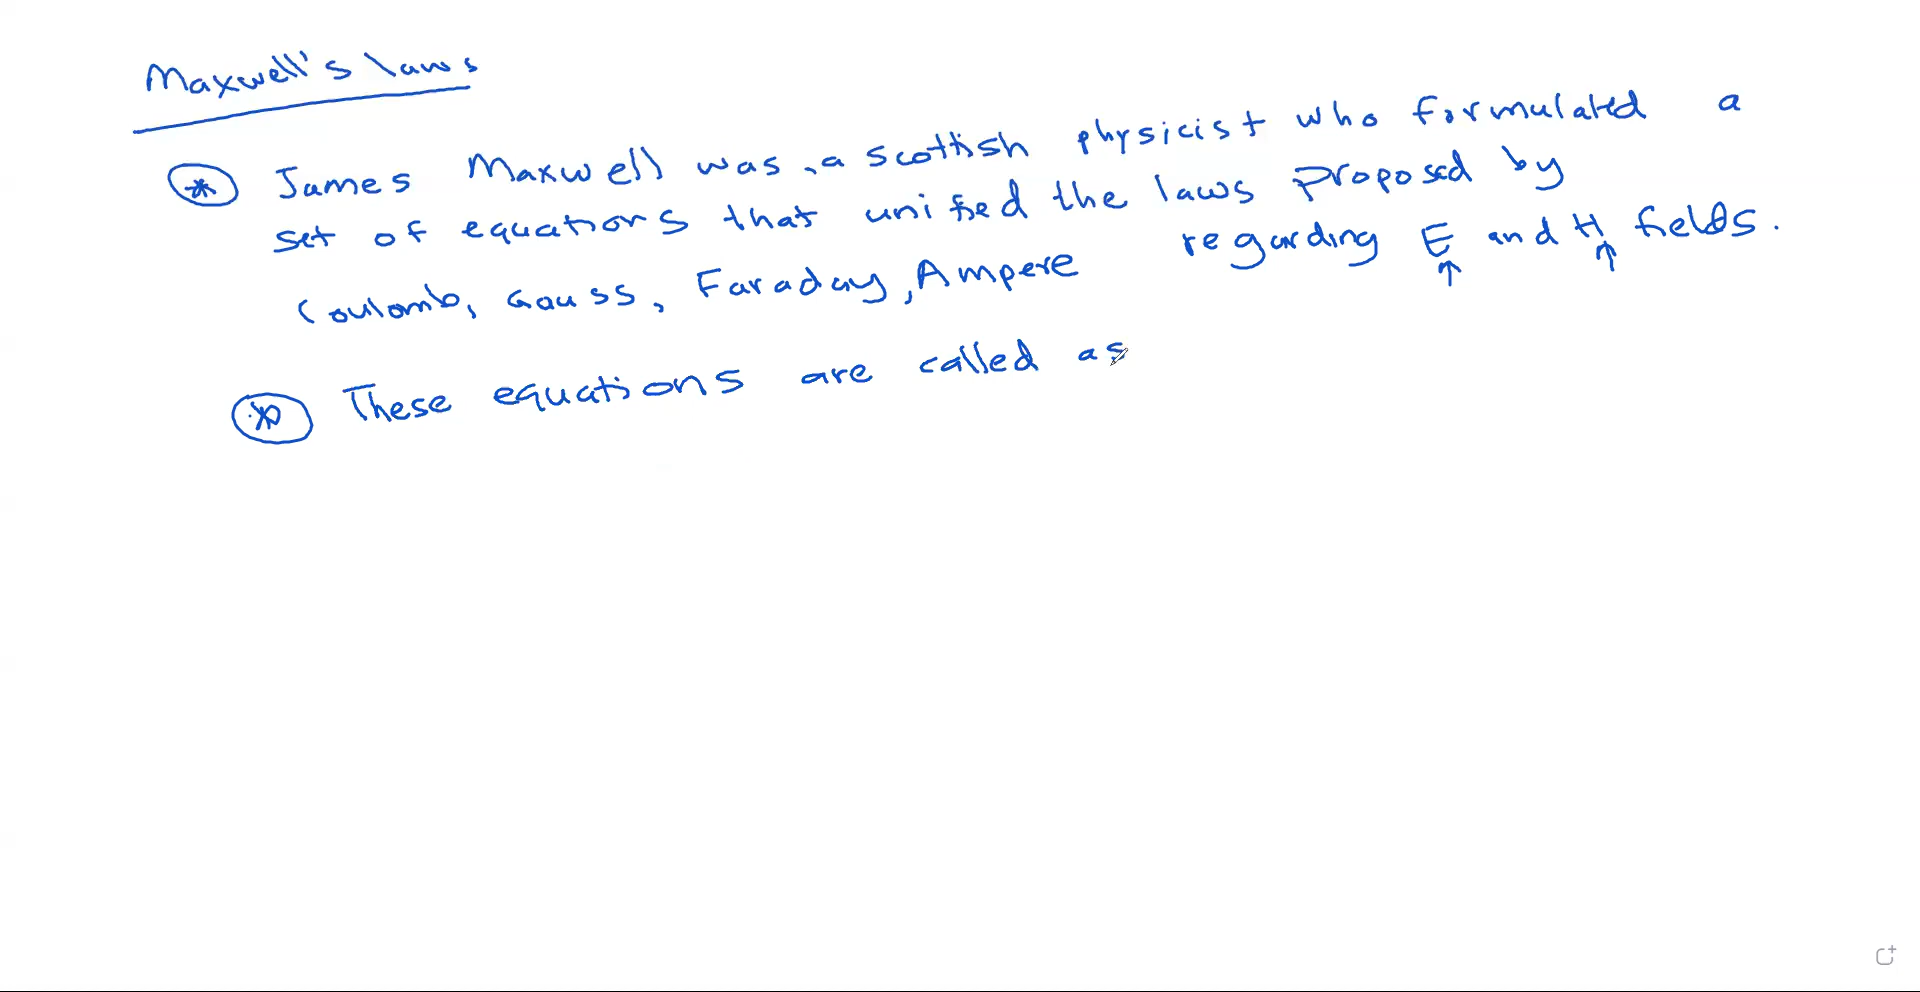 Maxwell's laws
* James Maxwell was a scottish physicist who formulated a
set of equations that unified the laws proposed by
Coulomb, Gauss, Faraday, Ampere regarding E and H fields.
* These equations are called as